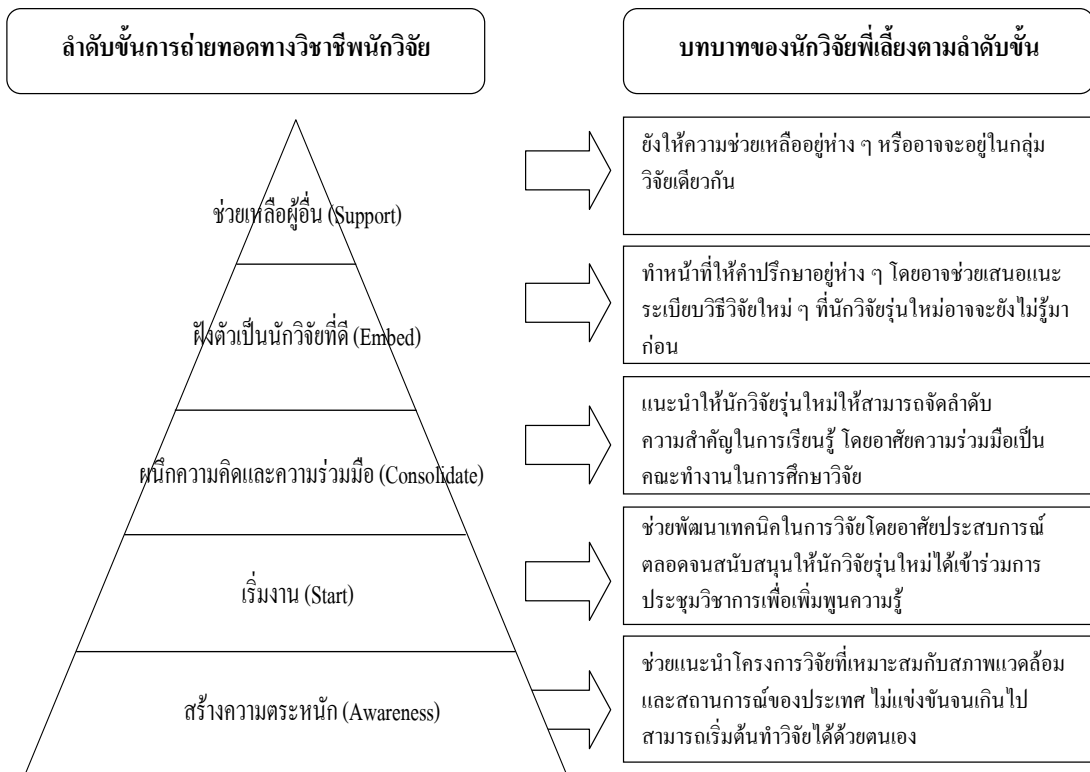 ลำดับขั้นการถ่ายทอดทางวิชาชีพนักวิจัย
บทบาทของนักวิจัยพี่เลี้ยงตามลำดับขั้น
ช่วยเหลือผู้อื่น (Support)
ยังให้ความช่วยเหลืออยู่ห่าง ๆ หรืออาจจะอยู่ในกลุ่ม
วิจัยเดียวกัน
ฝังตัวเป็นนักวิจัยที่ดี (Embed)
ทำหน้าที่ให้คำปรึกษาอยู่ห่าง ๆ โดยอาจช่วยเสนอแนะ
ระเบียบวิธีวิจัยใหม่ ๆ ที่นักวิจัยรุ่นใหม่อาจจะยังไม่รู้มา
ก่อน
ผนึกความคิดและความร่วมมือ (Consolidate)
แนะนำให้นักวิจัยรุ่นใหม่ให้สามารถจัดลำดับ
ความสำคัญในการเรียนรู้ โดยอาศัยความร่วมมือเป็น
คณะทำงานในการศึกษาวิจัย
เริ่มงาน (Start)
ช่วยพัฒนาเทคนิคในการวิจัยโดยอาศัยประสบการณ์
ตลอดจนสนับสนุนให้นักวิจัยรุ่นใหม่ได้เข้าร่วมการ
ประชุมวิชาการเพื่อเพิ่มพูนความรู้
สร้างความตระหนัก (Awareness)
ช่วยแนะนำโครงการวิจัยที่เหมาะสมกับสภาพแวดล้อม
และสถานการณ์ของประเทศ ไม่แข่งขันจนเกินไป
สามารถเริ่มต้นทำวิจัยได้ด้วยตนเอง